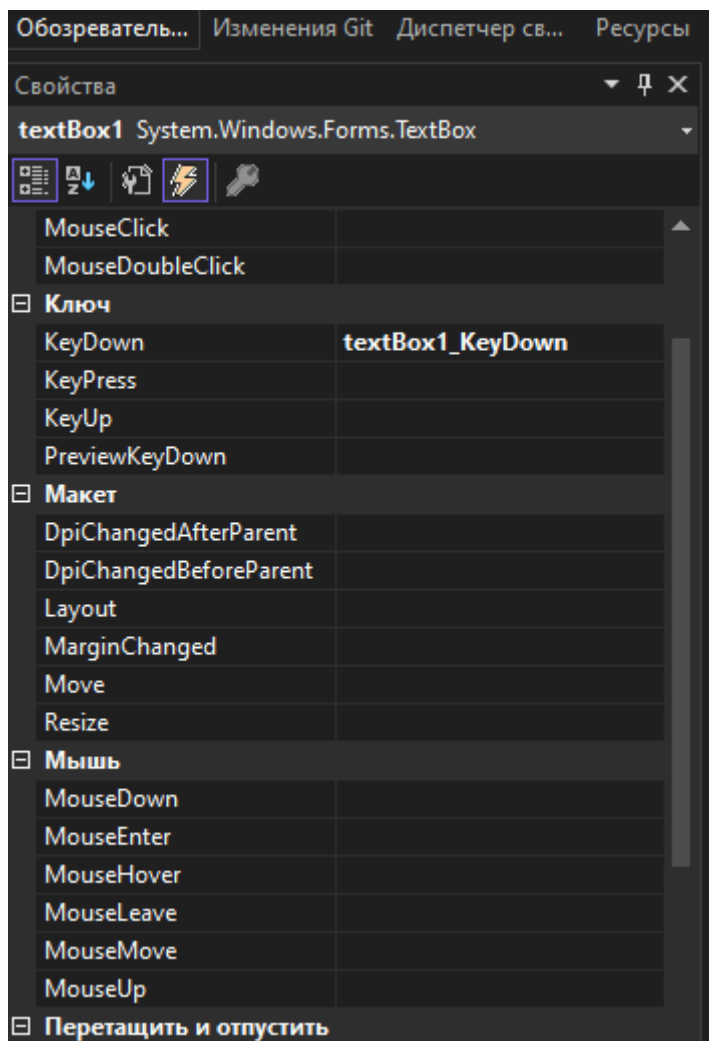 Обозреватель... Изменения Git Диспетчер св... Ресурсы
Свойства
textBox1 System.Windows.Forms.TextBox
MouseClick
MouseDoubleClick
Ключ
KeyDown textBox1_KeyDown
KeyPress
KeyUp
PreviewKeyDown
Макет
DpiChangedAfterParent
DpiChangedBeforeParent
Layout
MarginChanged
Move
Resize
Мышь
MouseDown
MouseEnter
MouseHover
MouseLeave
MouseMove
MouseUp
Перетащить и отпустить